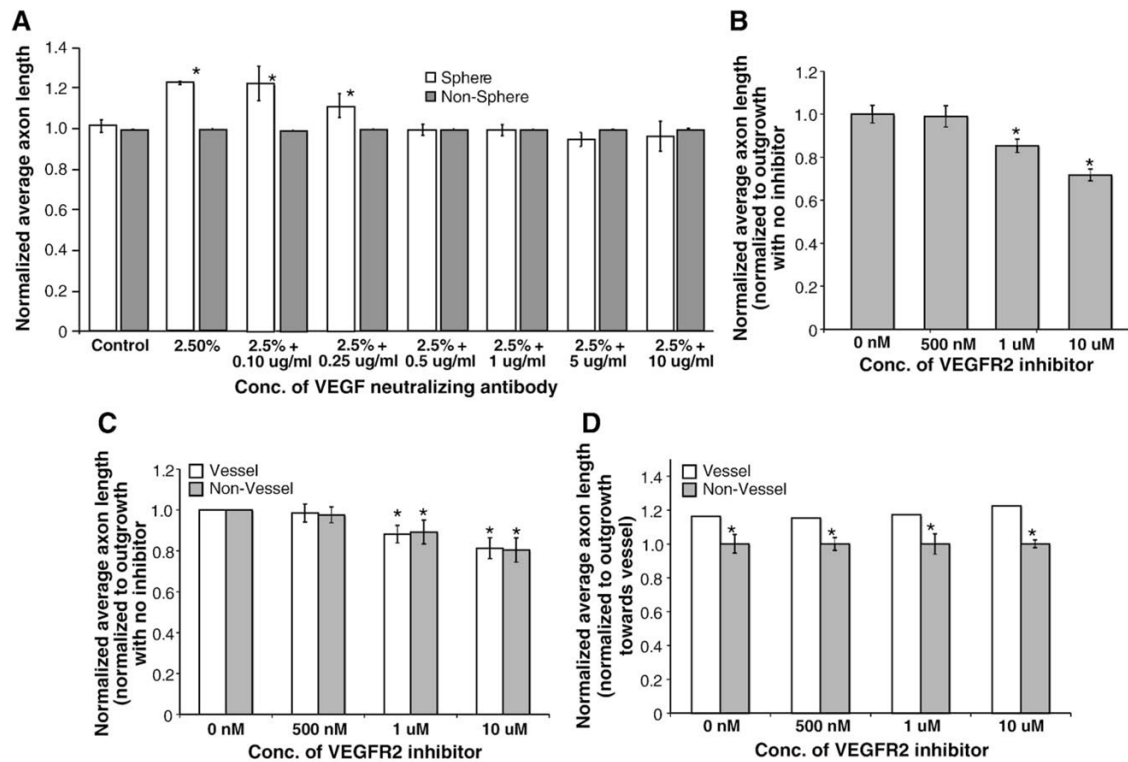 A
Normalized average axon length
1.4
1.2
1.0
0.8
0.6
0.4
0.2
0
Sphere
Non-Sphere
*
*
*
Control
2.50%
2.5% +
0.10 ug/ml
2.5% +
0.25 ug/ml
2.5% +
0.5 ug/ml
2.5% +
1 ug/ml
2.5% +
5 ug/ml
2.5% +
10 ug/ml
Conc. of VEGF neutralizing antibody
B
Normalized average axon length
(normalized to outgrowth
with no inhibitor
1.2
1.0
0.8
0.6
0.4
0.2
0
*
*
0 nM
500 nM
1 uM
10 uM
Conc. of VEGFR2 inhibitor
C
Normalized average axon length
(normalized to outgrowth
with no inhibitor
1.2
1.0
0.8
0.6
0.4
0.2
0
Vessel
Non-Vessel
* *
* *
0 nM
500 nM
1 uM
10 uM
Conc. of VEGFR2 inhibitor
D
Normalized average axon length
(normalized to outgrowth
towards vessel)
1.4
1.2
1.0
0.8
0.6
0.4
0.2
0
Vessel
Non-Vessel
*
*
*
*
0 nM
500 nM
1 uM
10 uM
Conc. of VEGFR2 inhibitor